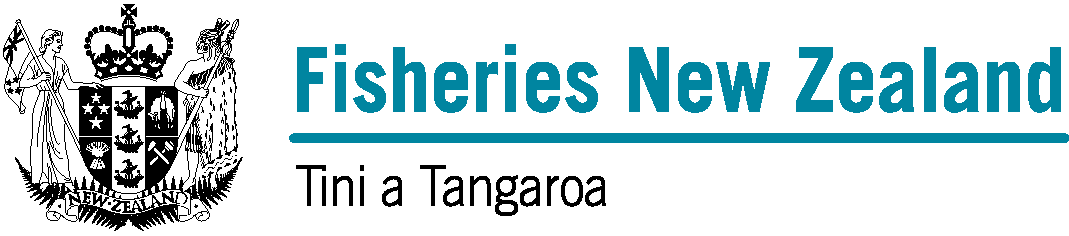 Fisheries New Zealand
Tini a Tangaroa
NEW ZEALAND